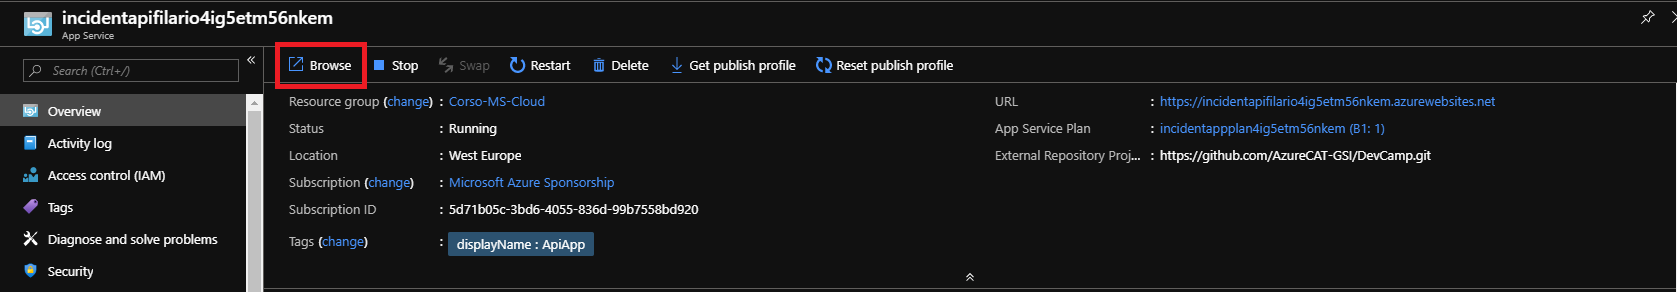 incidentapifilario4ig5etm56nkem
App Service
Search (Ctrl+/)
Overview
Activity log
Access control (IAM)
Tags
Diagnose and solve problems
Security
Browse Stop Swap Restart Delete Get publish profile Reset publish profile
Resource group (change) : Corso-MS-Cloud
Status : Running
Location : West Europe
Subscription (change) : Microsoft Azure Sponsorship
Subscription ID : 5d71b05c-3bd6-4055-836d-99b7558bd920
Tags (change) : displayName : ApiApp
URL : https://incidentapifilario4ig5etm56nkem.azurewebsites.net
App Service Plan : incidentappplan4ig5etm56nkem (B1: 1)
External Repository Proj... : https://github.com/AzureCAT-GSI/DevCamp.git